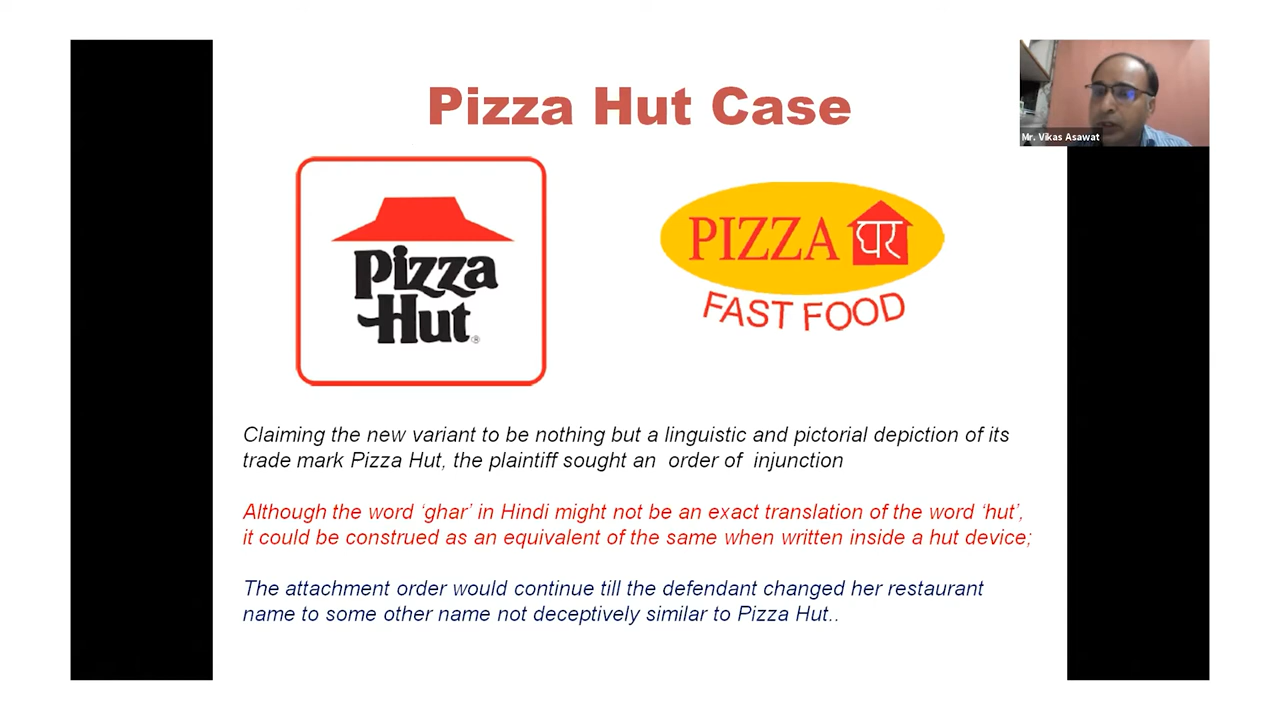 Pizza Hut Case
Mr. Vikas Asawat
Pizza
Hut®
PIZZA घर
FAST FOOD
Claiming the new variant to be nothing but a linguistic and pictorial depiction of its
trade mark Pizza Hut, the plaintiff sought an order of injunction
Although the word ‘ghar’ in Hindi might not be an exact translation of the word ‘hut’,
it could be construed as an equivalent of the same when written inside a hut device;
The attachment order would continue till the defendant changed her restaurant
name to some other name not deceptively similar to Pizza Hut..